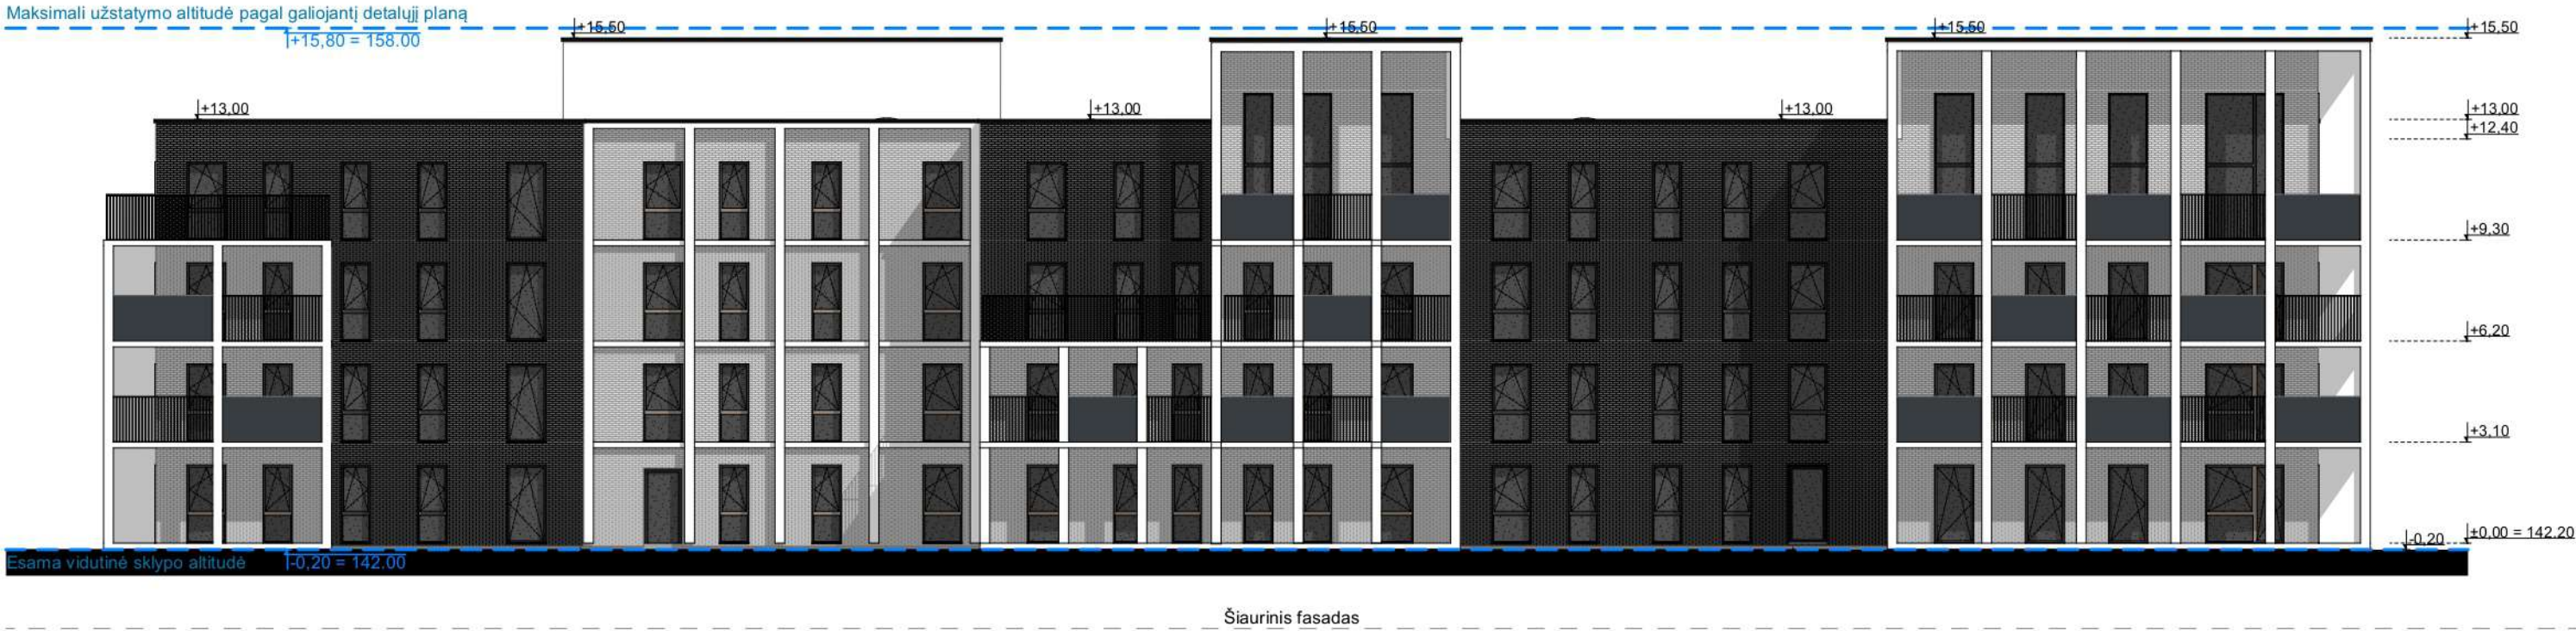 Maksimali užstatymo altitudė pagal galiojantį detalųjį planą
+15,80 = 158.00
+15,50
+15,50
+15,50
+15,50
+13,00
+13,00
+13,00
+13,00
+12,40
+9,30
+6,20
+3,10
-0,20
+0,00 = 142.20
Esama vidutinė sklypo altitudė
-0,20 = 142.00
Šiaurinis fasadas